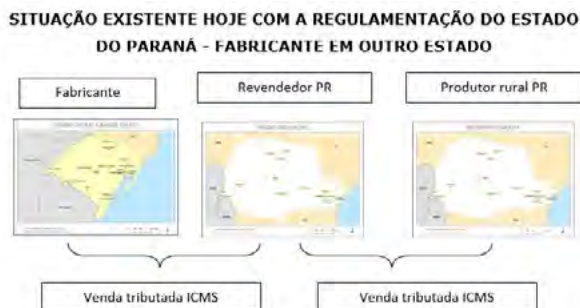 SITUAÇÃO EXISTENTE HOJE COM A REGULAMENTAÇÃO DO ESTADO
DO PARANÁ - FABRICANTE EM OUTRO ESTADO
Fabricante
Revendedor PR
Produtor rural PR
Venda tributada ICMS
Venda tributada ICMS